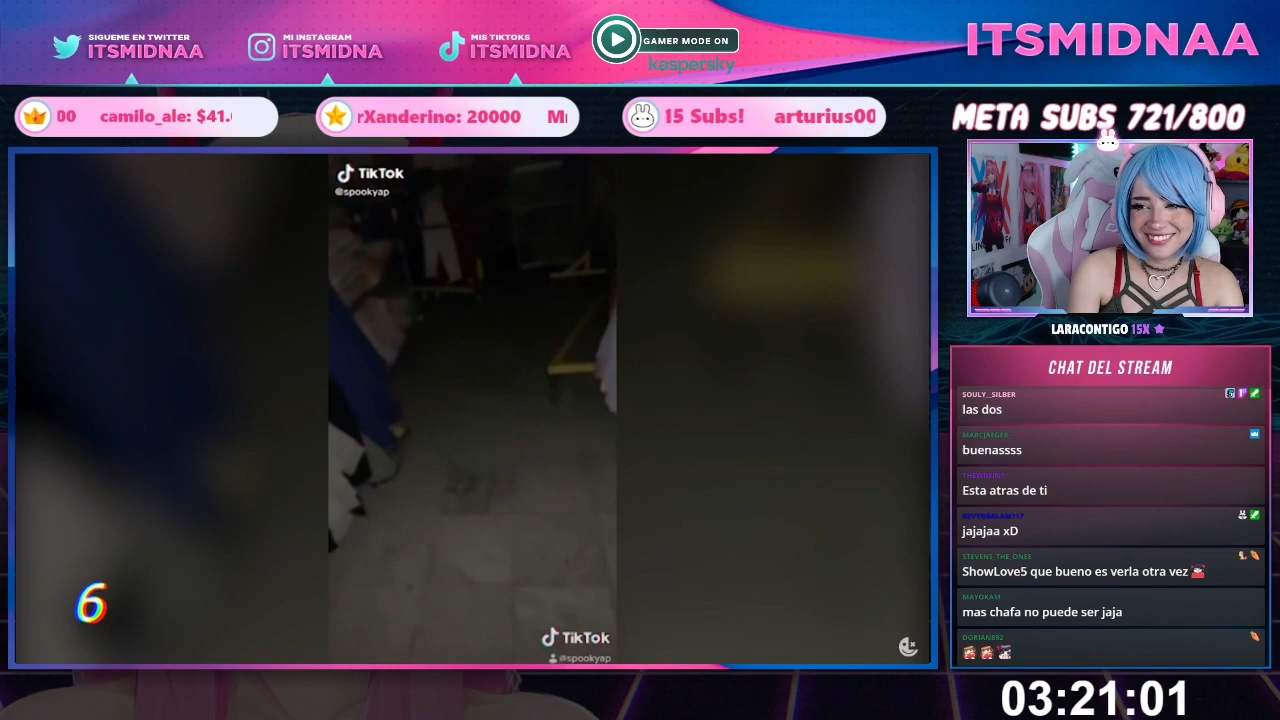 SIGUEME EN TWITTER
ITSMIDNAA
MI INSTAGRAM
ITSMIDNA
MIS TIKTOKS
ITSMIDNA
GAMER MODE ON
kaspersky
ITSMIDNAA
00 camilo_ale: $41.
rXanderino: 20000
15 Subs! arturius00
META SUBS 721/800
TikTok
@spookyap
6
TikTok
@spookyap
LARACONTIGO 15X
CHAT DEL STREAM
SOULY_SILBER
las dos
MARCJAEGER
buenassss
Esta atras de ti
jajajaa xD
STEVENS_THE_ONEE
ShowLove5 que bueno es verla otra vez
MAYOKAM
mas chafa no puede ser jaja
DORIAN892
03:21:01